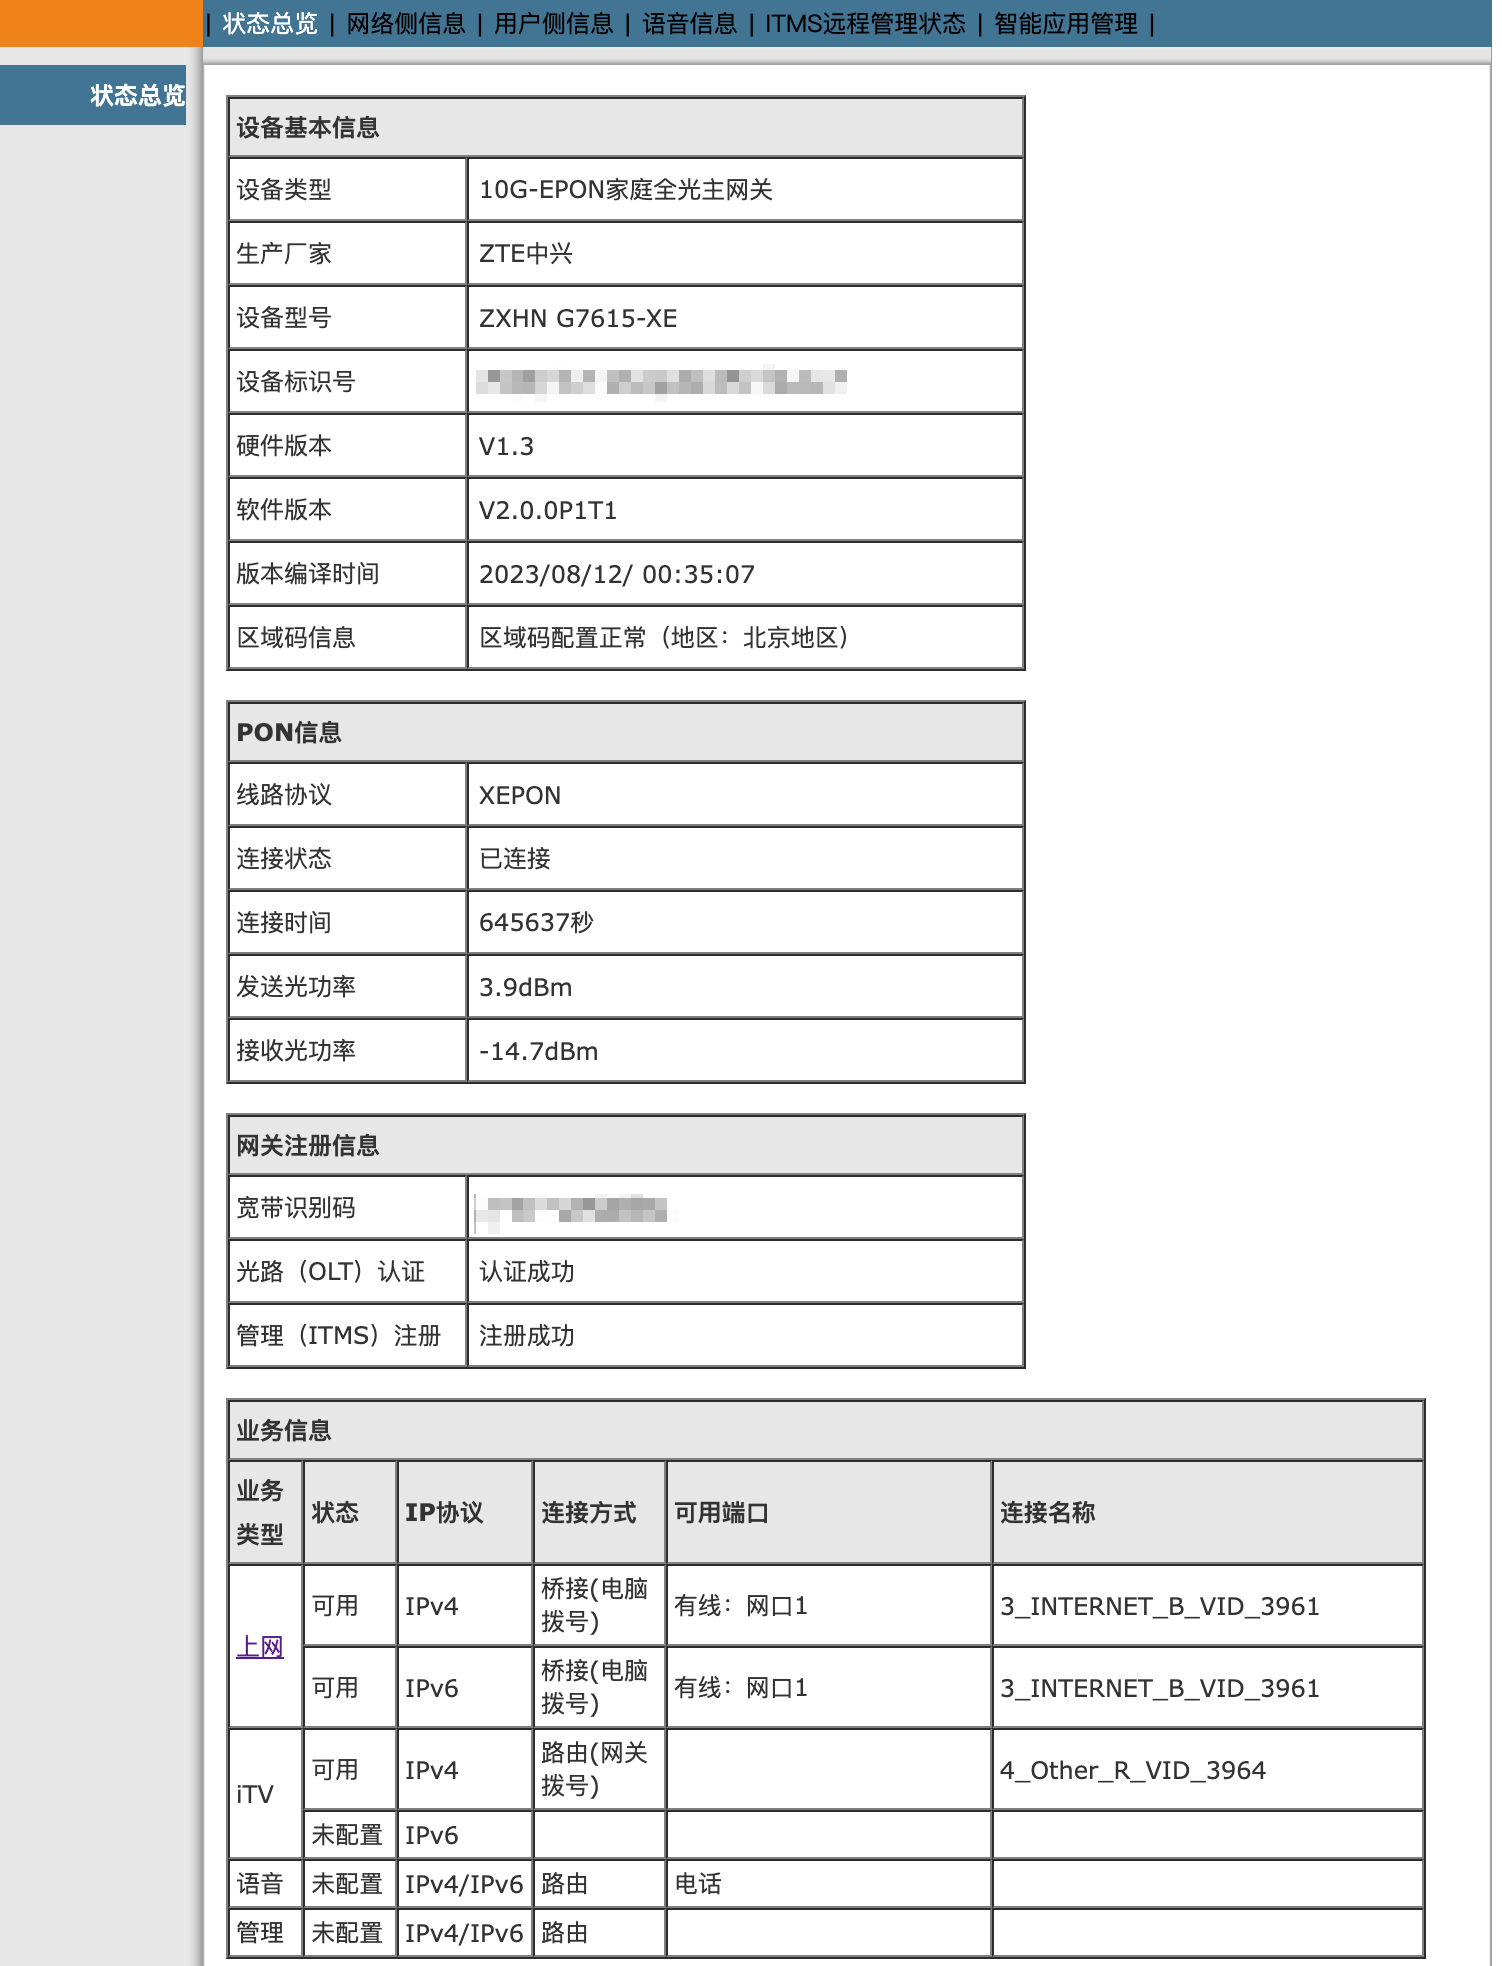 | 状态总览 | 网络侧信息 | 用户侧信息 | 语音信息 | ITMS远程管理状态 | 智能应用管理 |
状态总览
设备基本信息
设备类型 10G-EPON家庭全光主网关
生产厂家 ZTE中兴
设备型号 ZXHN G7615-XE
设备标识号
硬件版本 V1.3
软件版本 V2.0.0P1T1
版本编译时间 2023/08/12/ 00:35:07
区域码信息 区域码配置正常（地区：北京地区）
PON信息
线路协议 XEPON
连接状态 已连接
连接时间 645637秒
发送光功率 3.9dBm
接收光功率 -14.7dBm
网关注册信息
宽带识别码
光路（OLT）认证 认证成功
管理（ITMS）注册 注册成功
业务信息
业务类型 状态 IP协议 连接方式 可用端口 连接名称
上网 可用 IPv4 桥接(电脑拨号) 有线：网口1 3_INTERNET_B_VID_3961
可用 IPv6 桥接(电脑拨号) 有线：网口1 3_INTERNET_B_VID_3961
iTV 可用 IPv4 路由(网关拨号) 4_Other_R_VID_3964
未配置 IPv6
语音 未配置 IPv4/IPv6 路由 电话
管理 未配置 IPv4/IPv6 路由